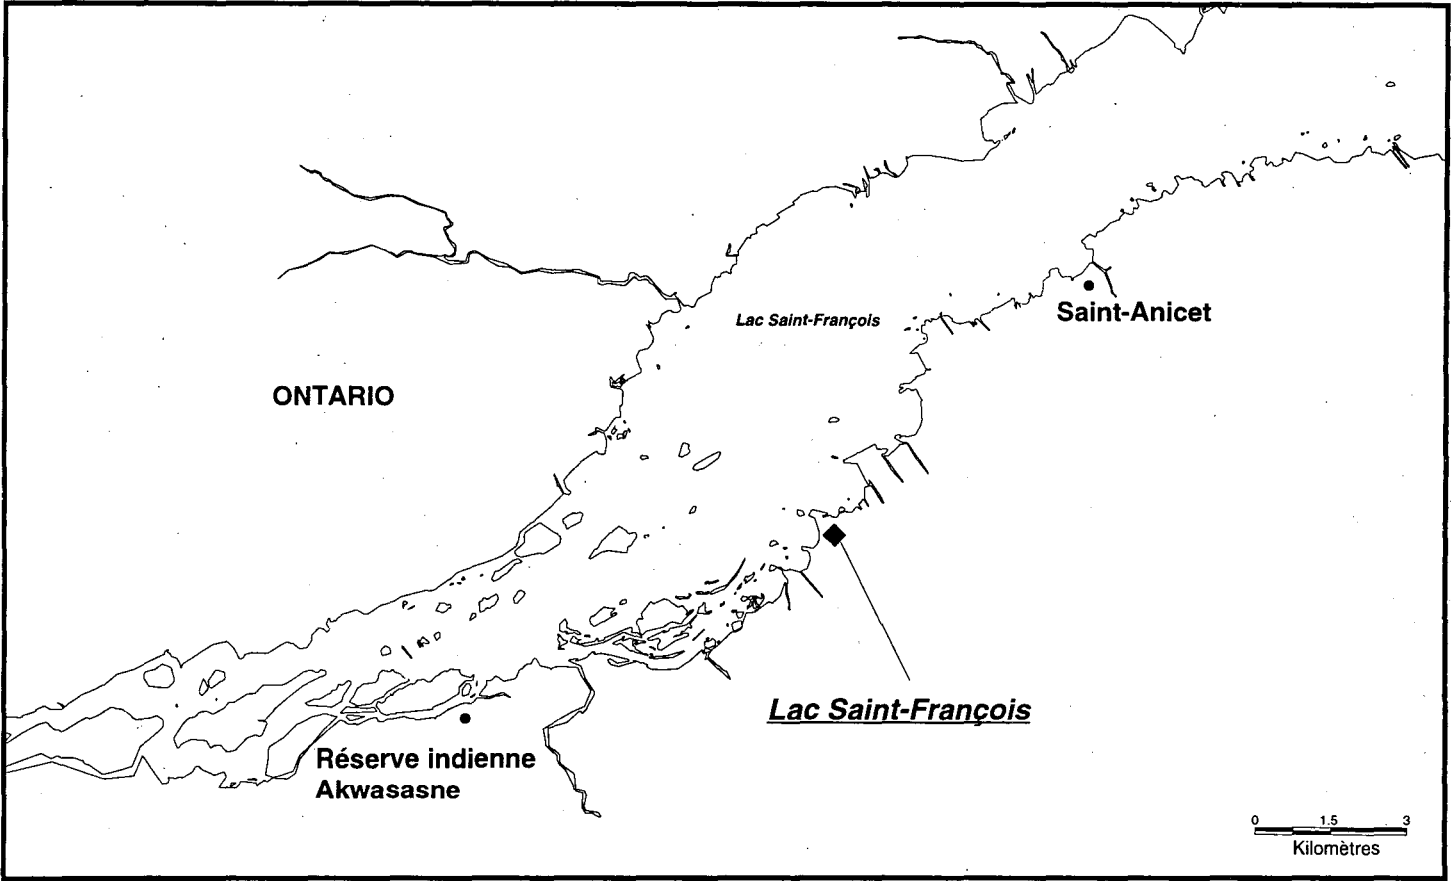 Saint-Anicet
Lac Saint-François
ONTARIO
Lac Saint-François
Réserve indienne
Akwasasne
0 1.5 3
Kilomètres